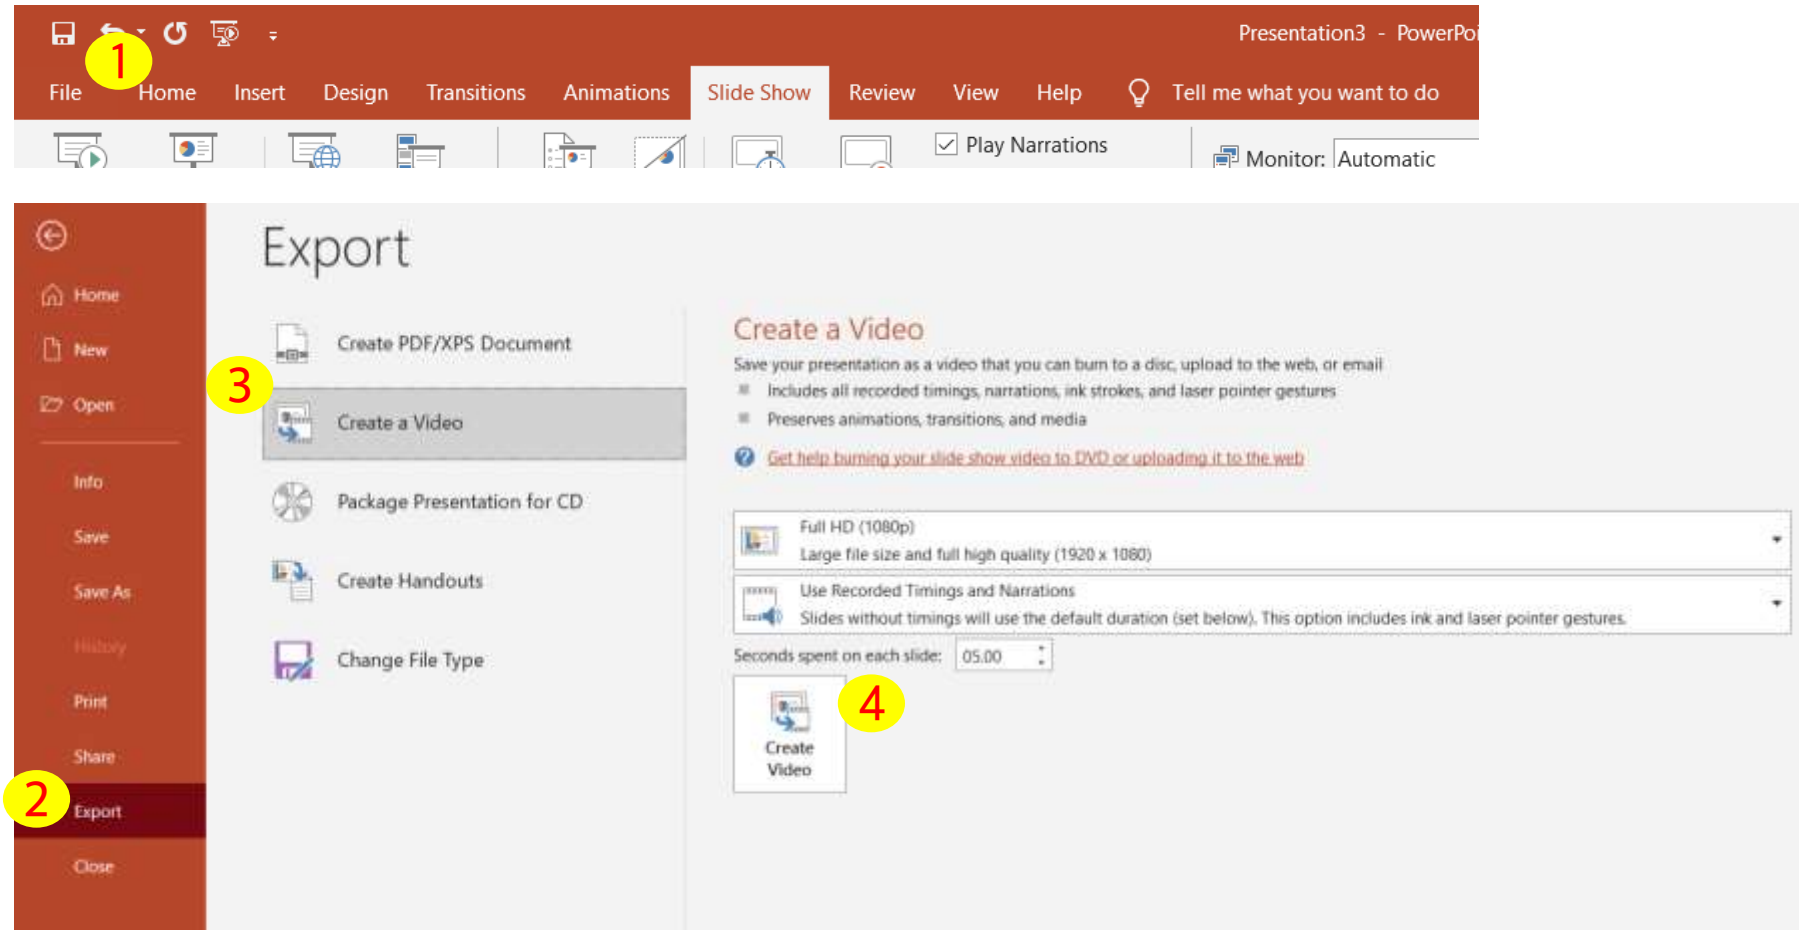 Presentation3 - PowerPoi
1
File Home Insert Design Transitions Animations Slide Show Review View Help Tell me what you want to do
Play Narrations
Monitor: Automatic
Export
Home
New
Open
Info
Save
Save As
History
Print
Share
2
Export
Close
Create PDF/XPS Document
3
Create a Video
Package Presentation for CD
Create Handouts
Change File Type
Create a Video
Save your presentation as a video that you can burn to a disc, upload to the web, or email
Includes all recorded timings, narrations, ink strokes, and laser pointer gestures
Preserves animations, transitions, and media
Get help burning your slide show video to DVD or uploading it to the web
Full HD (1080p)
Large file size and full high quality (1920 x 1080)
Use Recorded Timings and Narrations
Slides without timings will use the default duration (set below). This option includes ink and laser pointer gestures.
Seconds spent on each slide: 05.00
4
Create
Video